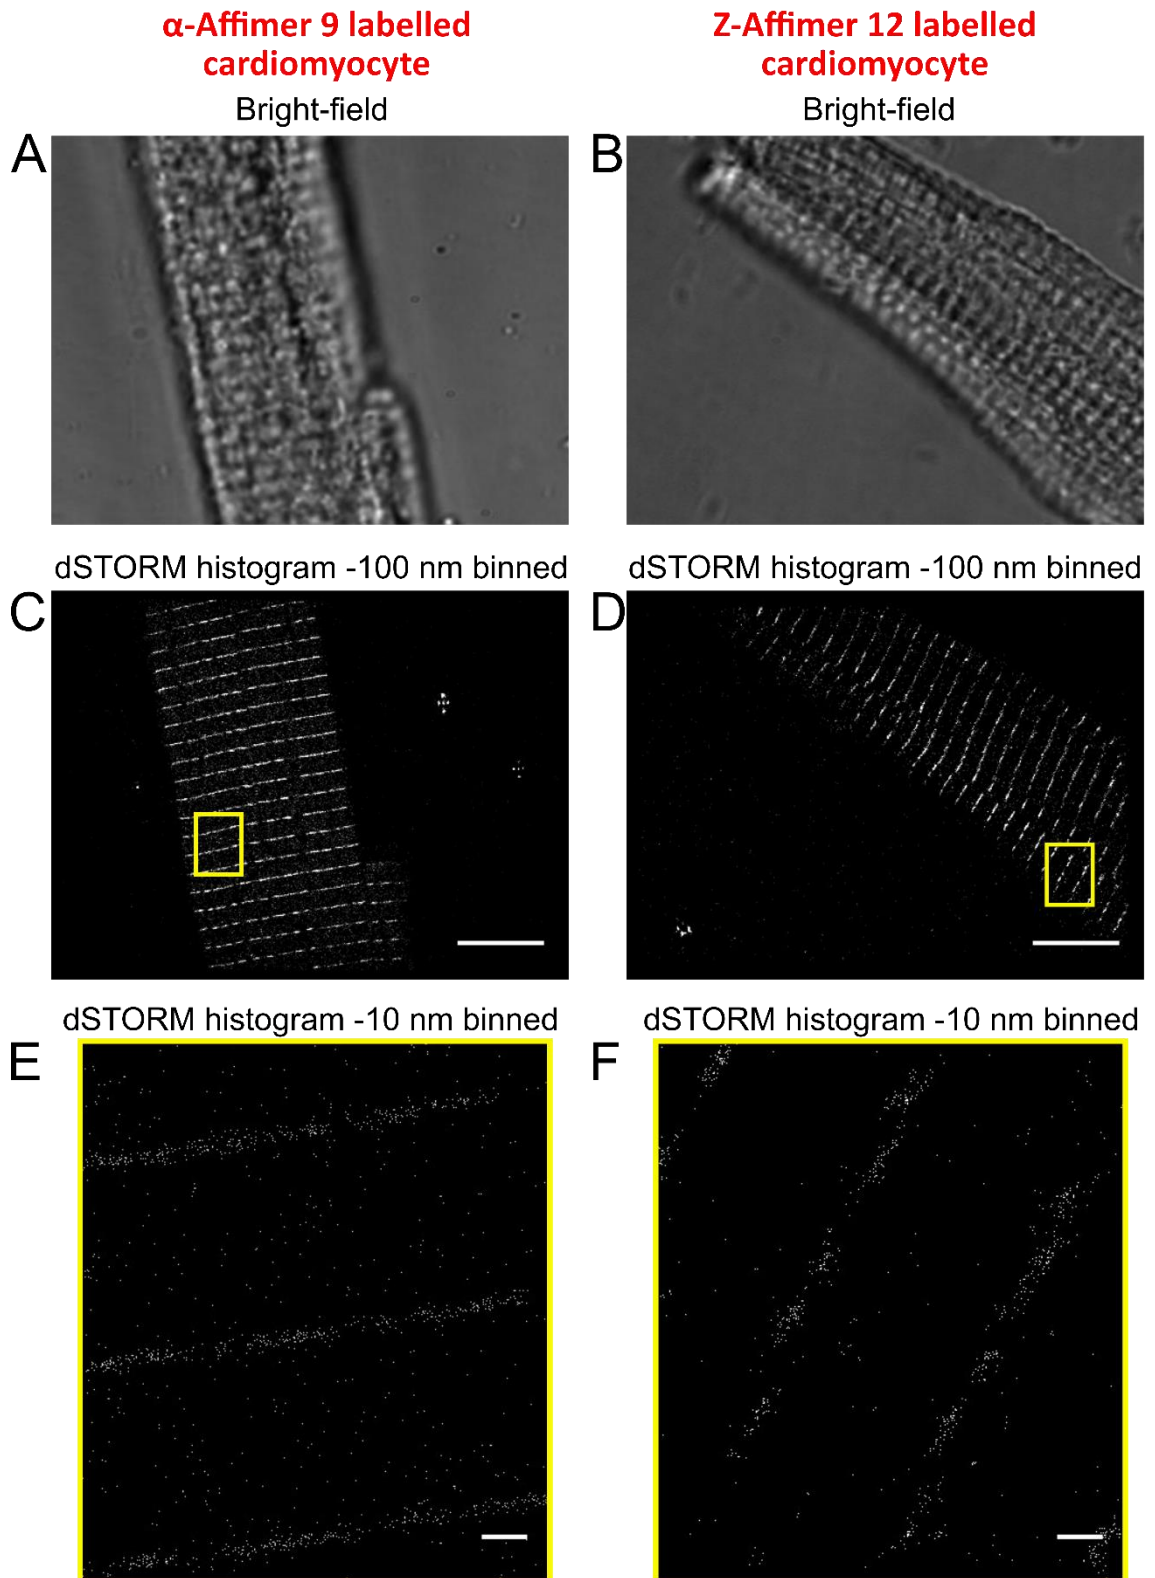 α-Affimer 9 labelled
cardiomyocyte
Z-Affimer 12 labelled
cardiomyocyte
Bright-field
Bright-field
A
B
dSTORM histogram -100 nm binned
dSTORM histogram -100 nm binned
C
D
dSTORM histogram -10 nm binned
dSTORM histogram -10 nm binned
E
F